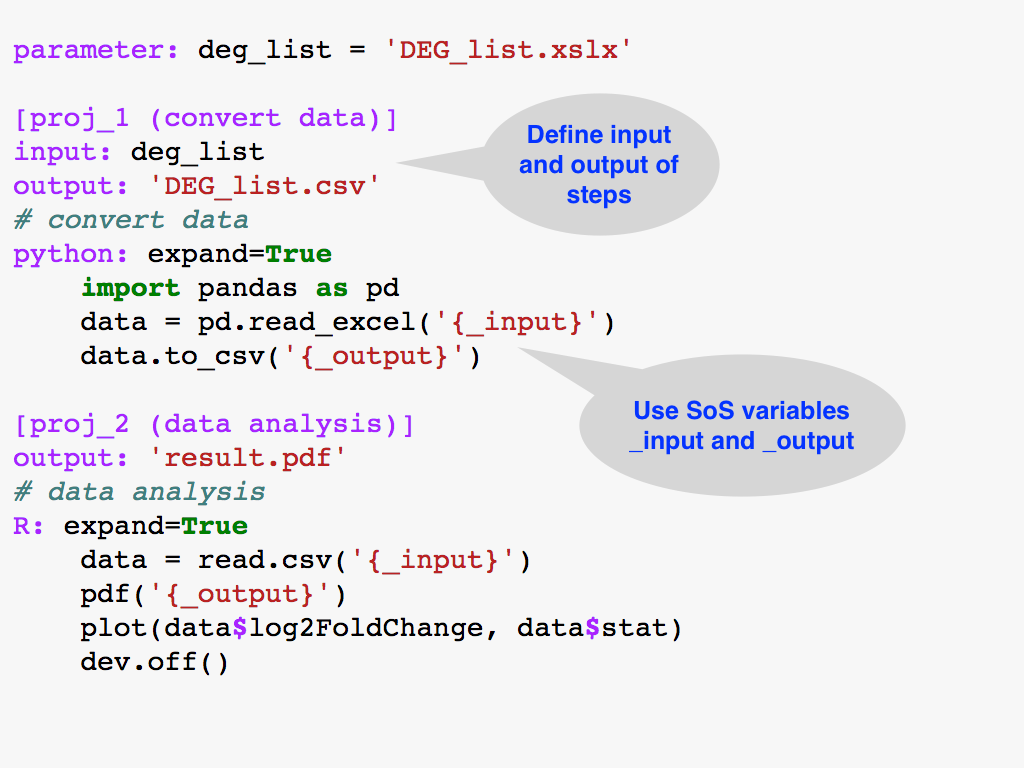 parameter: deg_list = 'DEG_list.xslx'
[proj_1 (convert data)]
input: deg_list
output: 'DEG_list.csv'
# convert data
python: expand=True
    import pandas as pd
    data = pd.read_excel('{_input}')
    data.to_csv('{_output}')
[proj_2 (data analysis)]
output: 'result.pdf'
# data analysis
R: expand=True
    data = read.csv('{_input}')
    pdf('{_output}')
    plot(data$log2FoldChange, data$stat)
    dev.off()
Define input
and output of
steps
Use SoS variables
_input and _output